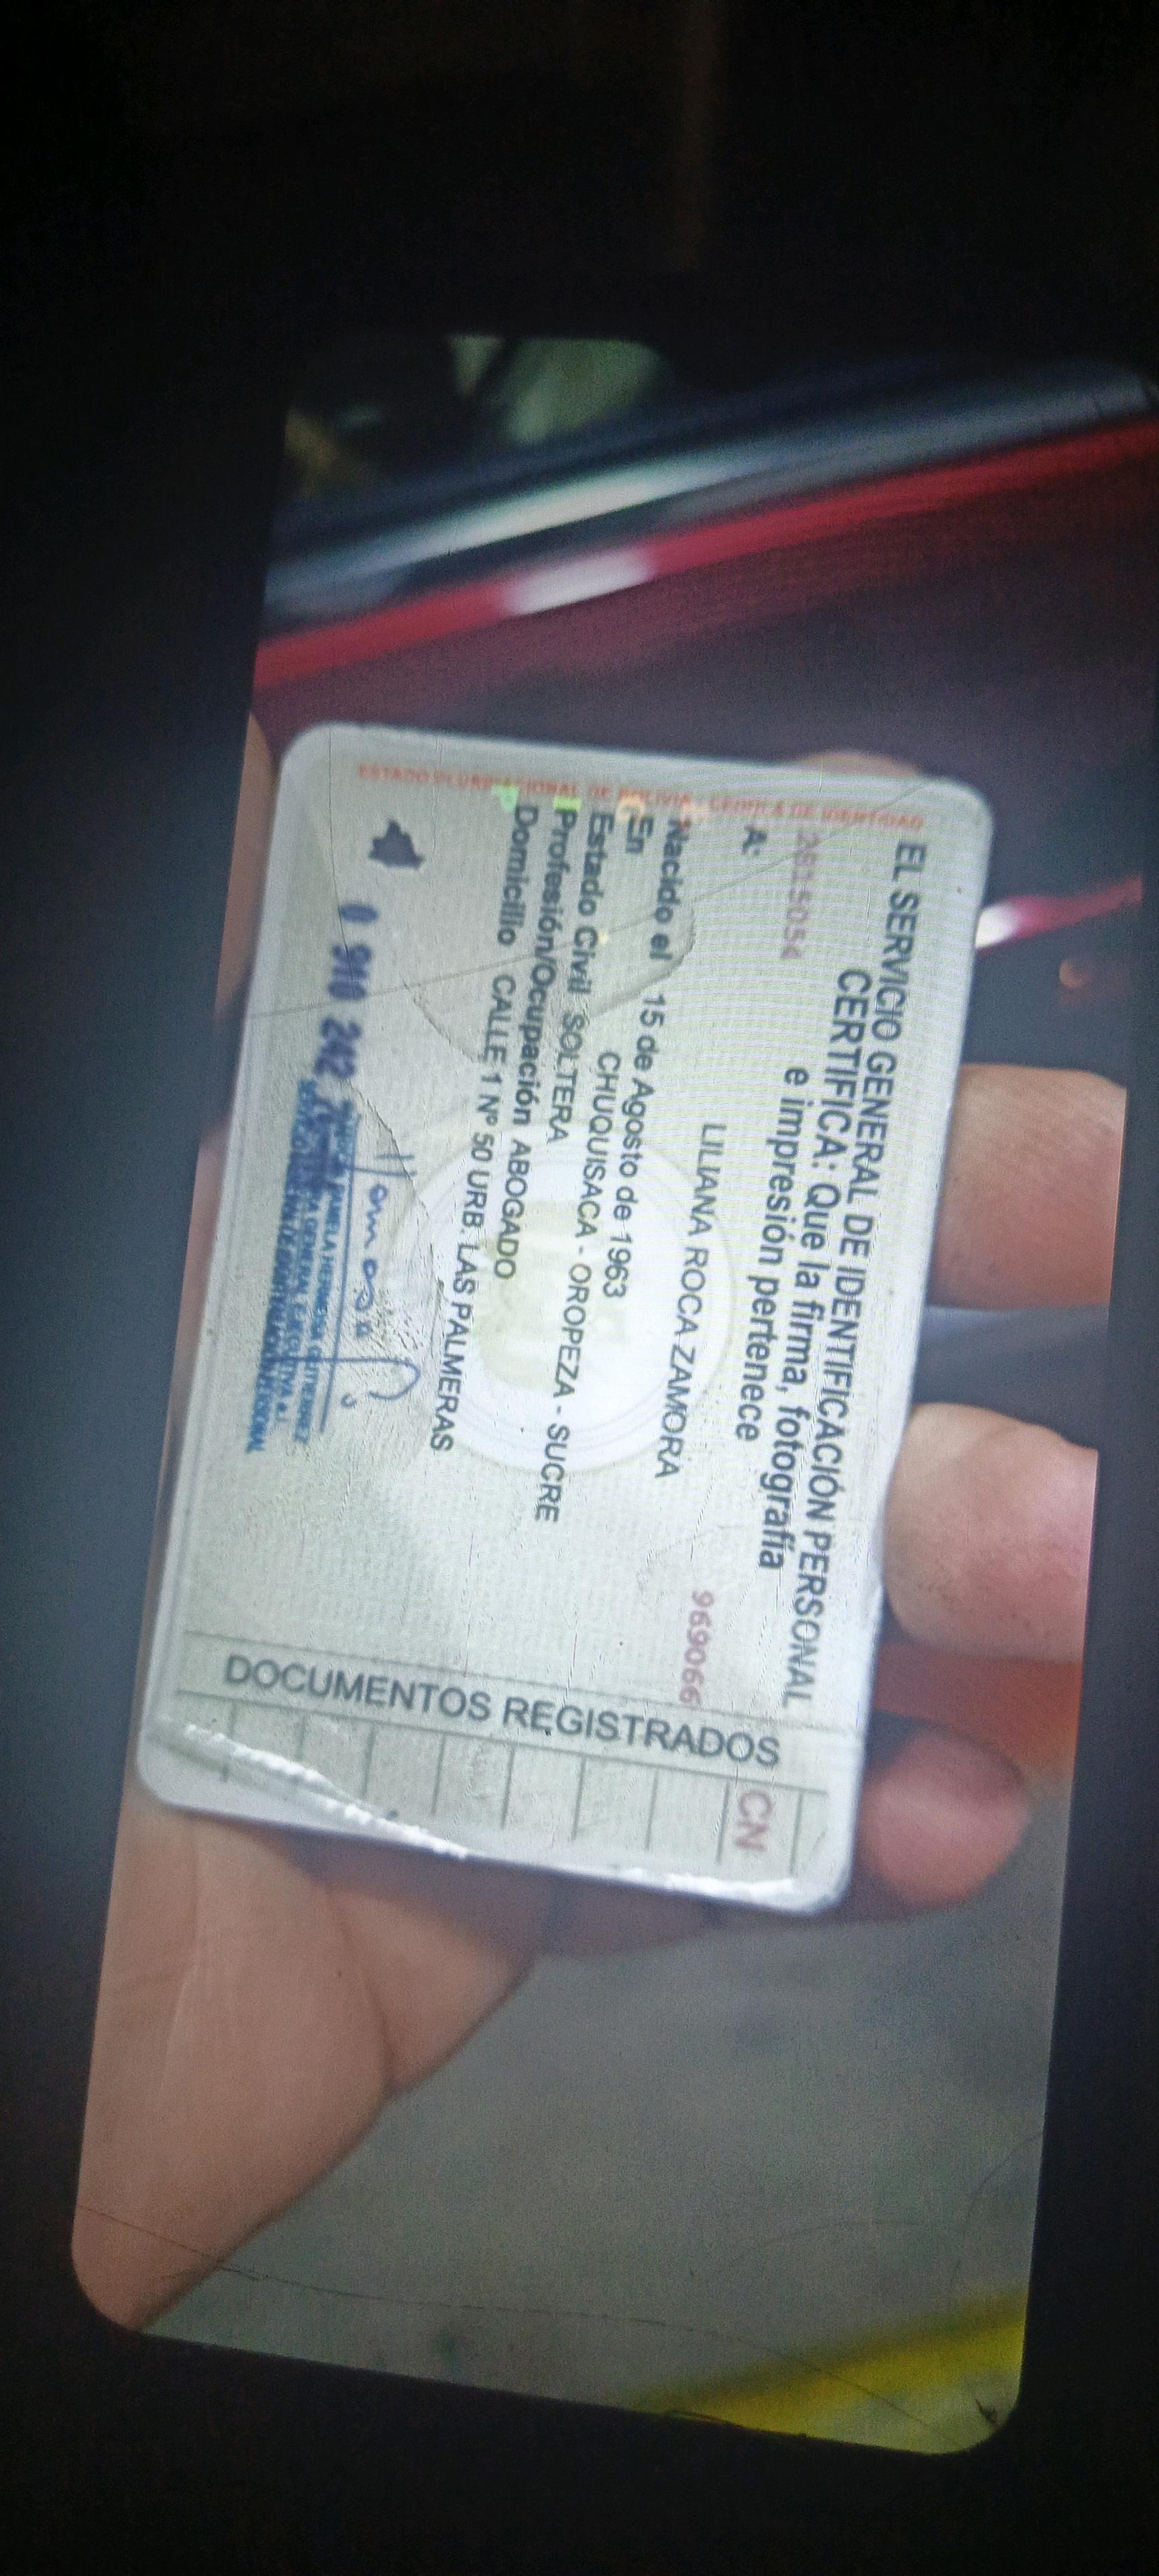 ESTADO PLURINACIONAL DE BOLIVIA - CÉDULA DE IDENTIDAD
EL SERVICIO GENERAL DE IDENTIFICACIÓN PERSONAL
CERTIFICA: Que la firma, fotografía
e impresión pertenece
2815054
969066
A:
LILIANA ROCA ZAMORA
Nacido el 15 de Agosto de 1963
En CHUQUISACA - OROPEZA - SUCRE
Estado Civil SOLTERA
Profesión/Ocupación ABOGADO
Domicilio CALLE 1 Nº 50 URB. LAS PALMERAS
0 910 242
DOCUMENTOS REGISTRADOS
CN